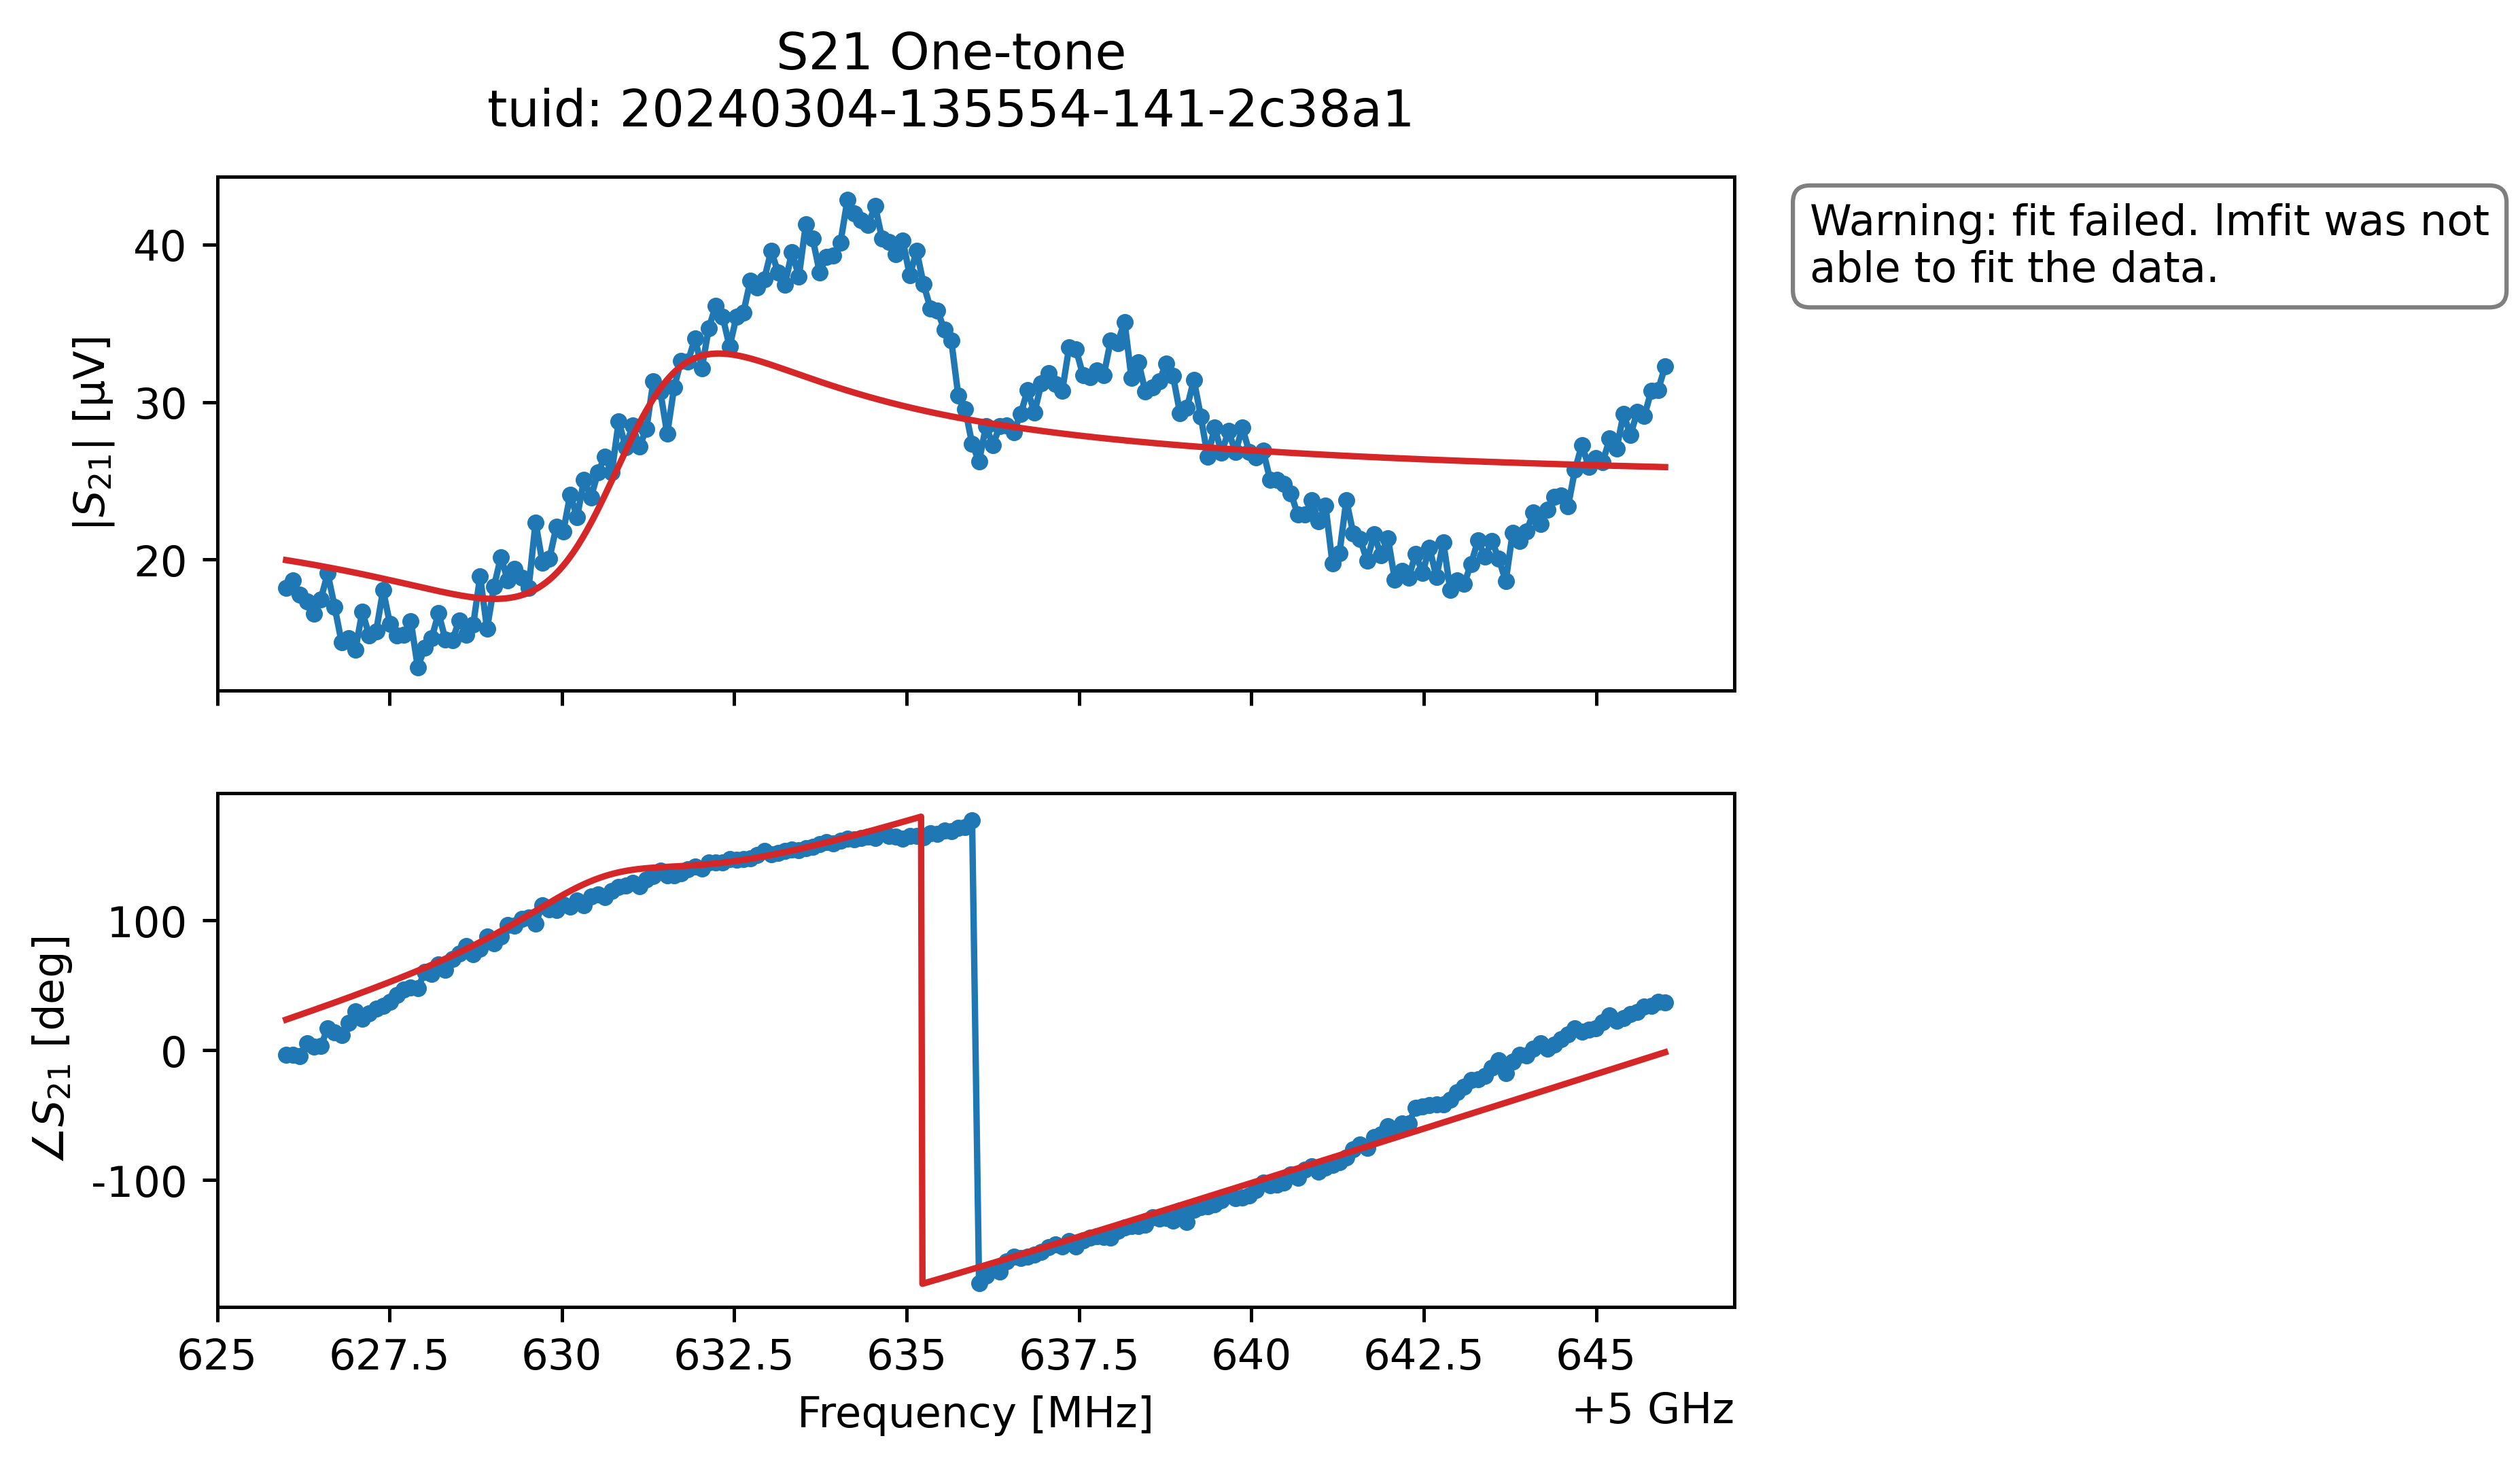 S21 One-tone
tuid: 20240304-135554-141-2c38a1
Warning: fit failed. lmfit was not
able to fit the data.
|S₂₁| [µV]
40
30
20
∠S₂₁ [deg]
100
0
-100
625 627.5 630 632.5 635 637.5 640 642.5 645
Frequency [MHz]
+5 GHz